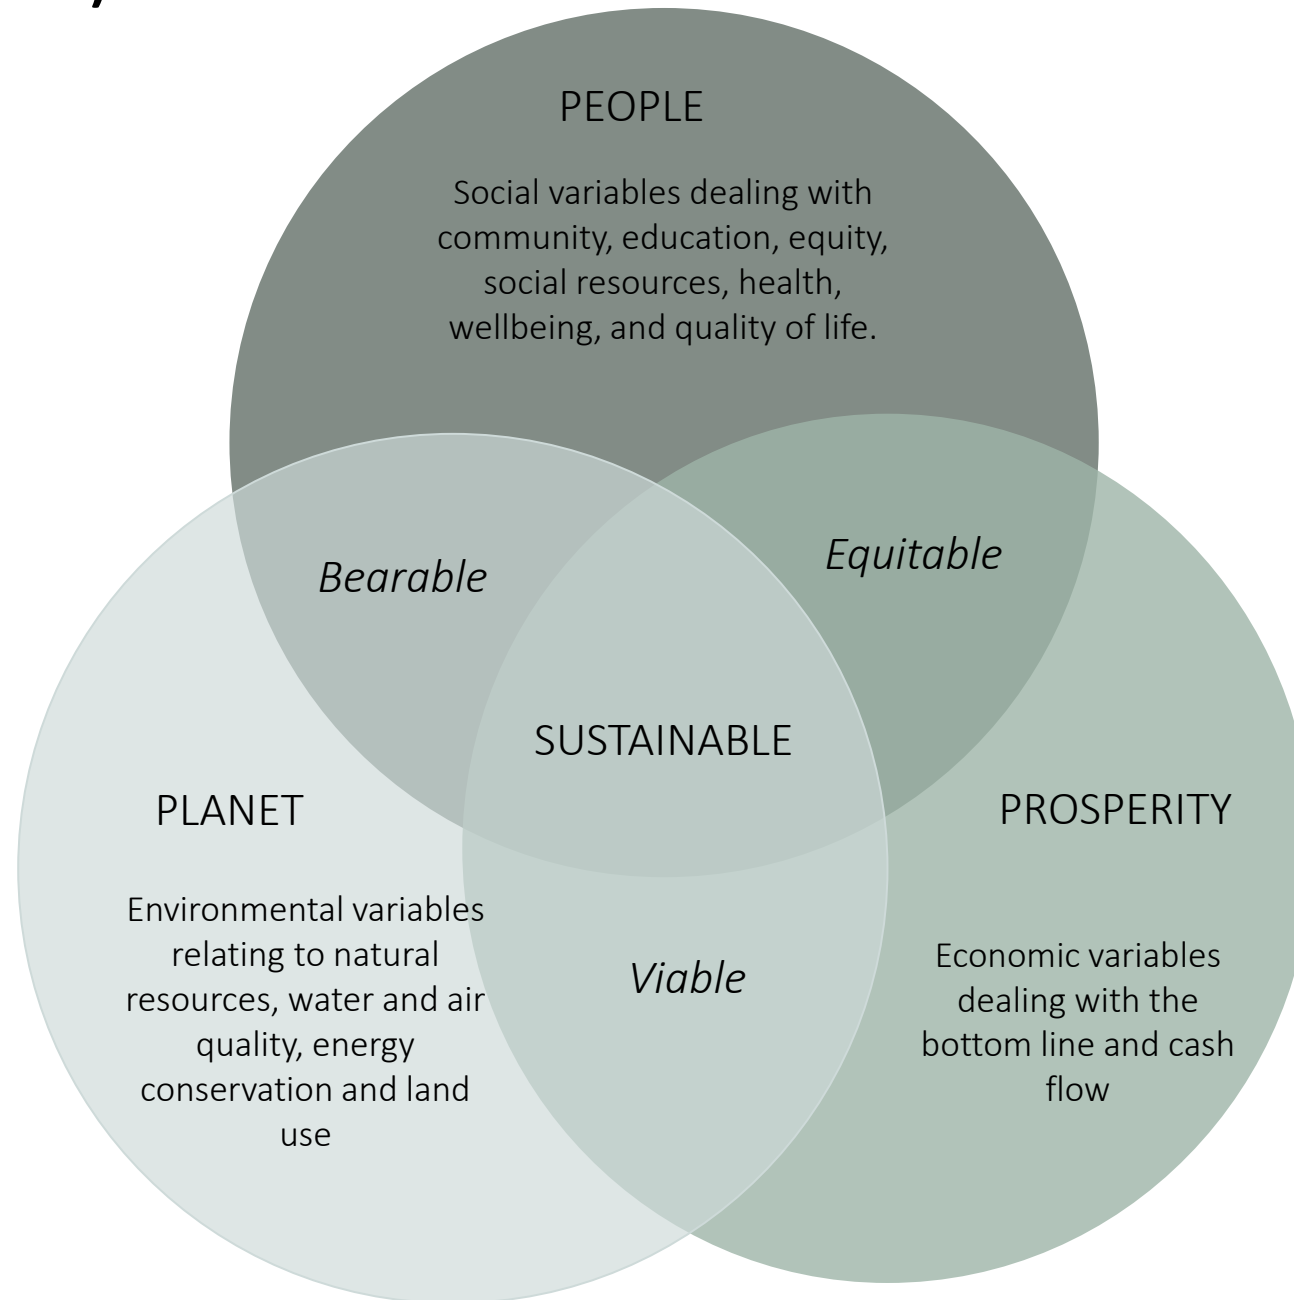 PEOPLE
Social variables dealing with
community, education, equity,
social resources, health,
wellbeing, and quality of life.
Bearable
Equitable
SUSTAINABLE
PLANET
Environmental variables
relating to natural
resources, water and air
quality, energy
conservation and land
use
Viable
PROSPERITY
Economic variables
dealing with the
bottom line and cash
flow